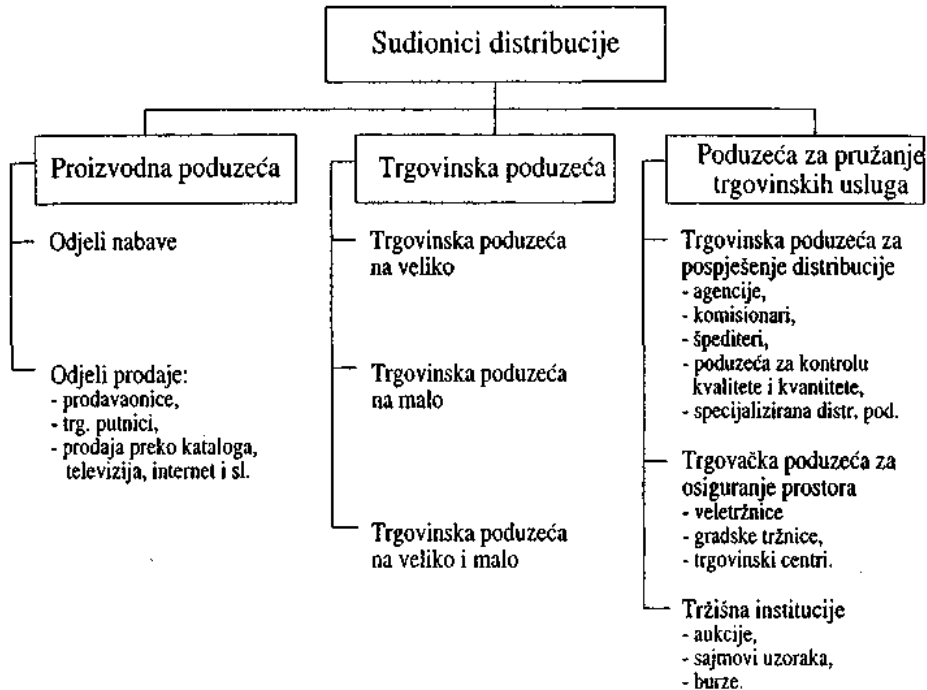 Sudionici distribucije
Proizvodna poduzeća
Odjeli nabave
Odjeli prodaje:
- prodavaonice,
- trg. putnici,
- prodaja preko kataloga,
televizija, internet i sl.
Trgovinska poduzeća
Trgovinska poduzeća
na veliko
Trgovinska poduzeća
na malo
Trgovinska poduzeća
na veliko i malo
Poduzeća za pružanje
trgovinskih usluga
Trgovinska poduzeća za
pospješenje distribucije
- agencije,
- komisionari,
- špediteri,
- poduzeća za kontrolu
kvalitete i kvantitete,
- specijalizirana distr. pod.
Trgovačka poduzeća za
osiguranje prostora
- veletržnice
- gradske tržnice,
- trgovinski centri.
Tržišna institucije
- aukcije,
- sajmovi uzoraka,
- burze.